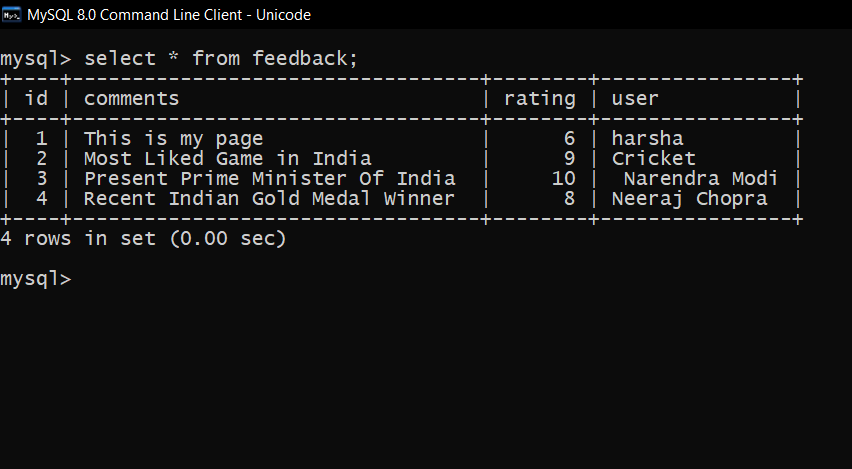 MySQL 8.0 Command Line Client - Unicode
mysql> select * from feedback;
+----+----------------------------------+--------+----------------+
| id | comments                         | rating | user           |
+----+----------------------------------+--------+----------------+
|  1 | This is my page                  |      6 | harsha         |
|  2 | Most Liked Game in India         |      9 | Cricket        |
|  3 | Present Prime Minister Of India  |     10 |  Narendra Modi |
|  4 | Recent Indian Gold Medal Winner  |      8 | Neeraj Chopra  |
+----+----------------------------------+--------+----------------+
4 rows in set (0.00 sec)
mysql>